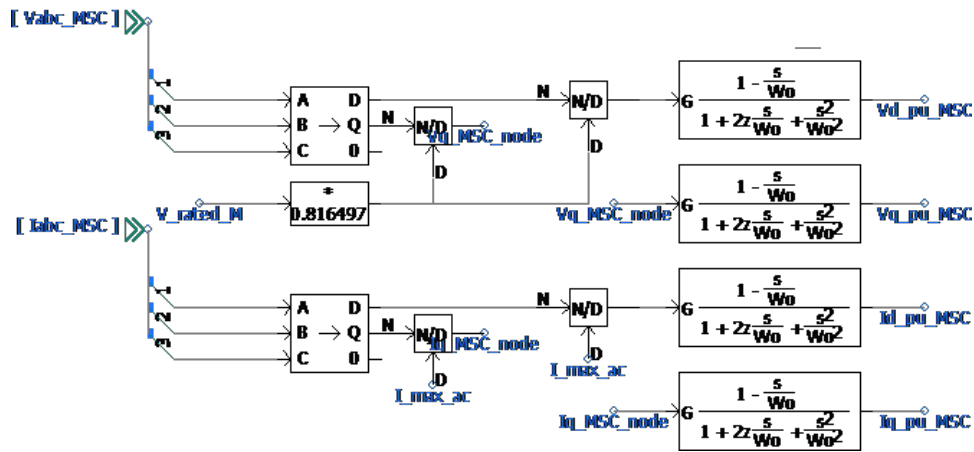 [ Vabc_MSC ]
1
2
3
A D
B Q
C 0
N
N/D
Vq_MSC_node
D
N
N/D
D
G
1 - s/Wo
1 + 2z s/Wo + s²/Wo²
Vd_pu_MSC
V_rated_M
*
0.816497
Vq_MSC_node
G
1 - s/Wo
1 + 2z s/Wo + s²/Wo²
Vq_pu_MSC
[ Iabc_MSC ]
1
2
3
A D
B Q
C 0
N
N/D
Iq_MSC_node
D
I_max_ac
N
N/D
D
I_max_ac
G
1 - s/Wo
1 + 2z s/Wo + s²/Wo²
Id_pu_MSC
Iq_MSC_node
G
1 - s/Wo
1 + 2z s/Wo + s²/Wo²
Iq_pu_MSC